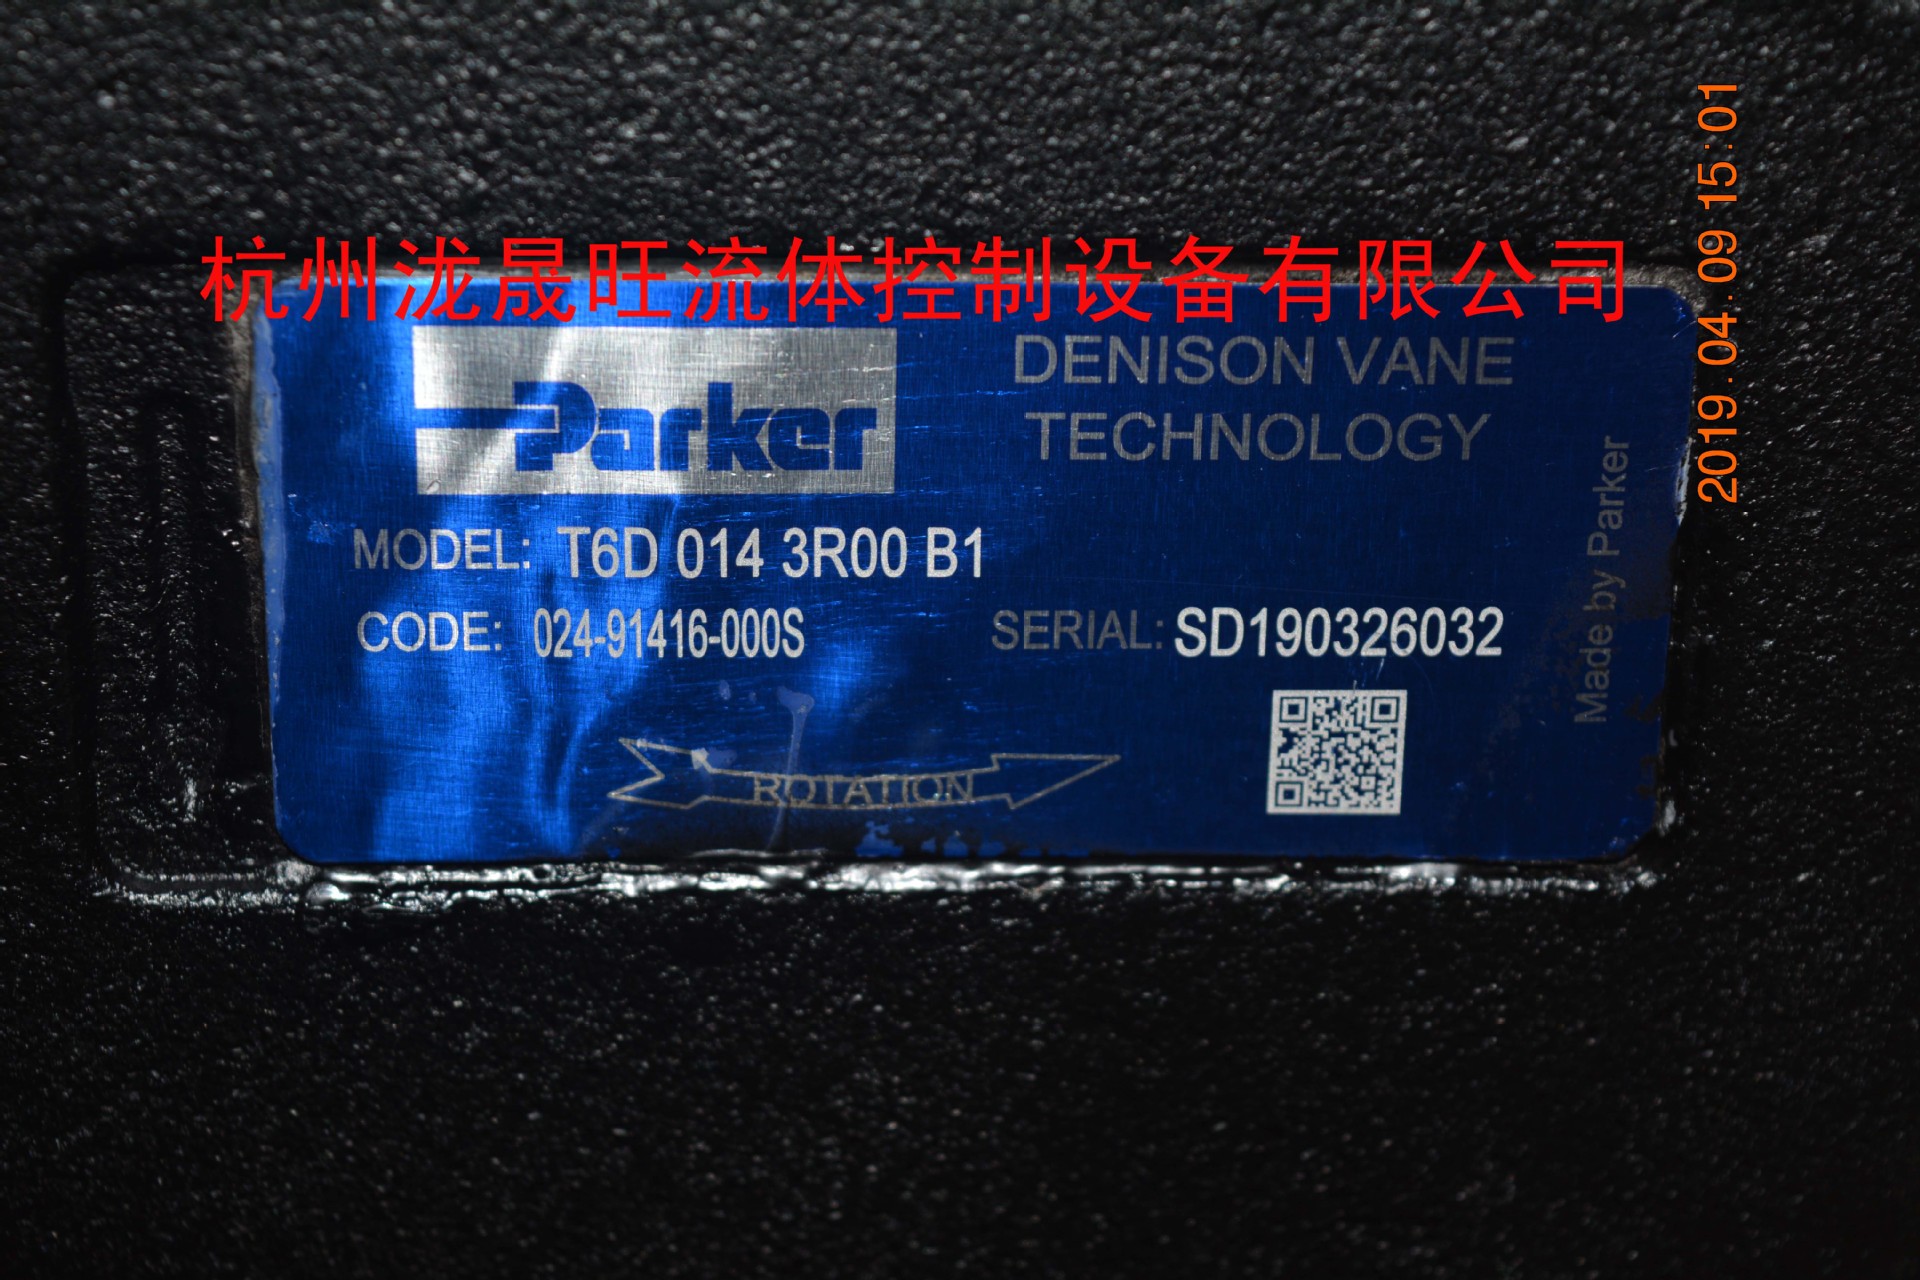 杭州泷晟旺流体控制设备有限公司
Parker
DENISON VANE
TECHNOLOGY
MODEL: T6D 014 3R00 B1
CODE: 024-91416-000S
SERIAL: SD190326032
ROTATION
Made by Parker
2019.04.09 15:01